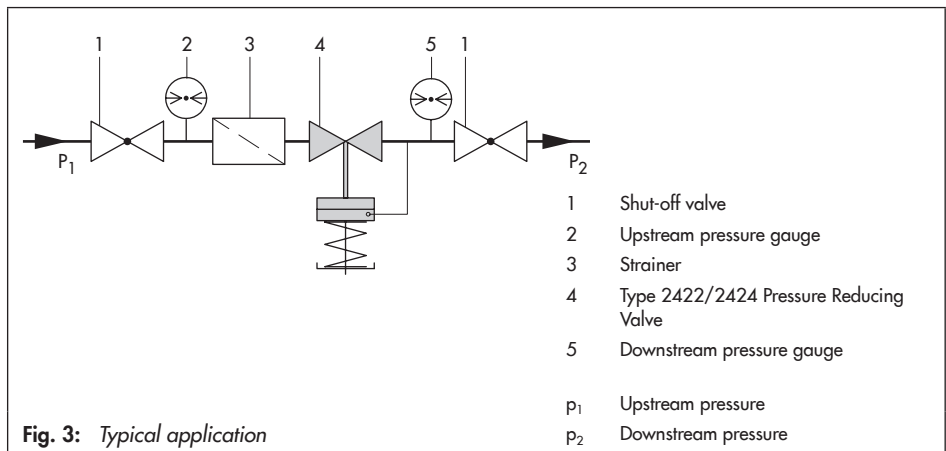 1 2 3 4 5 1
P1 P2
1 Shut-off valve
2 Upstream pressure gauge
3 Strainer
4 Type 2422/2424 Pressure Reducing
Valve
5 Downstream pressure gauge
p1 Upstream pressure
p2 Downstream pressure
Fig. 3: Typical application